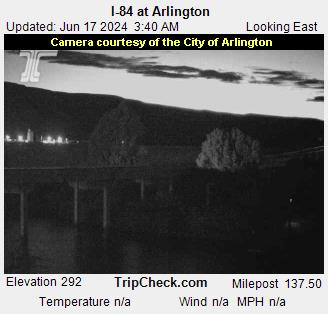 I-84 at Arlington
Updated: Jun 17 2024 3:40 AM Looking East
Camera courtesy of the City of Arlington
Elevation 292 TripCheck.com Milepost 137.50
Temperature n/a Wind n/a MPH n/a